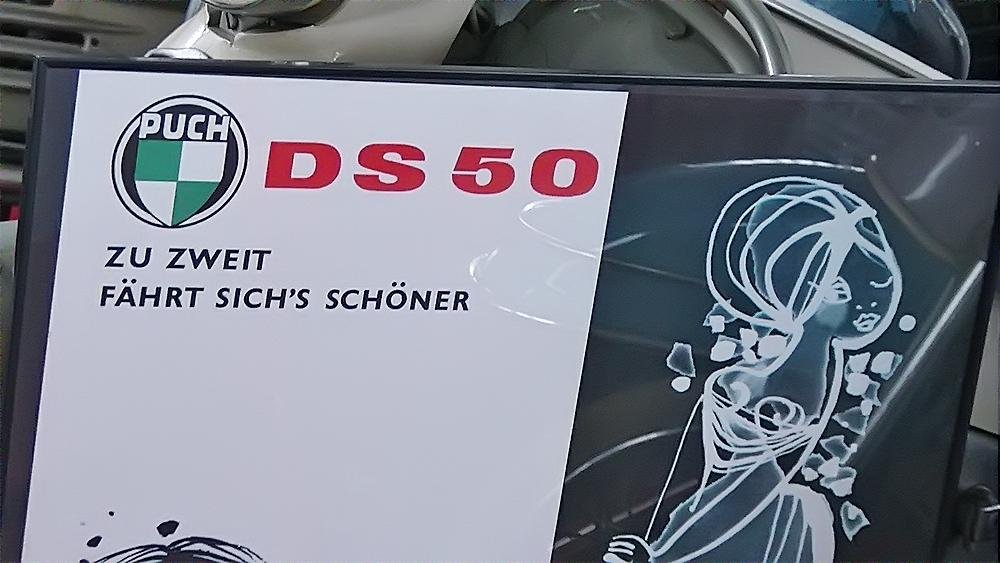 PUCH
DS 50
ZU ZWEIT
FÄHRT SICH'S SCHÖNER